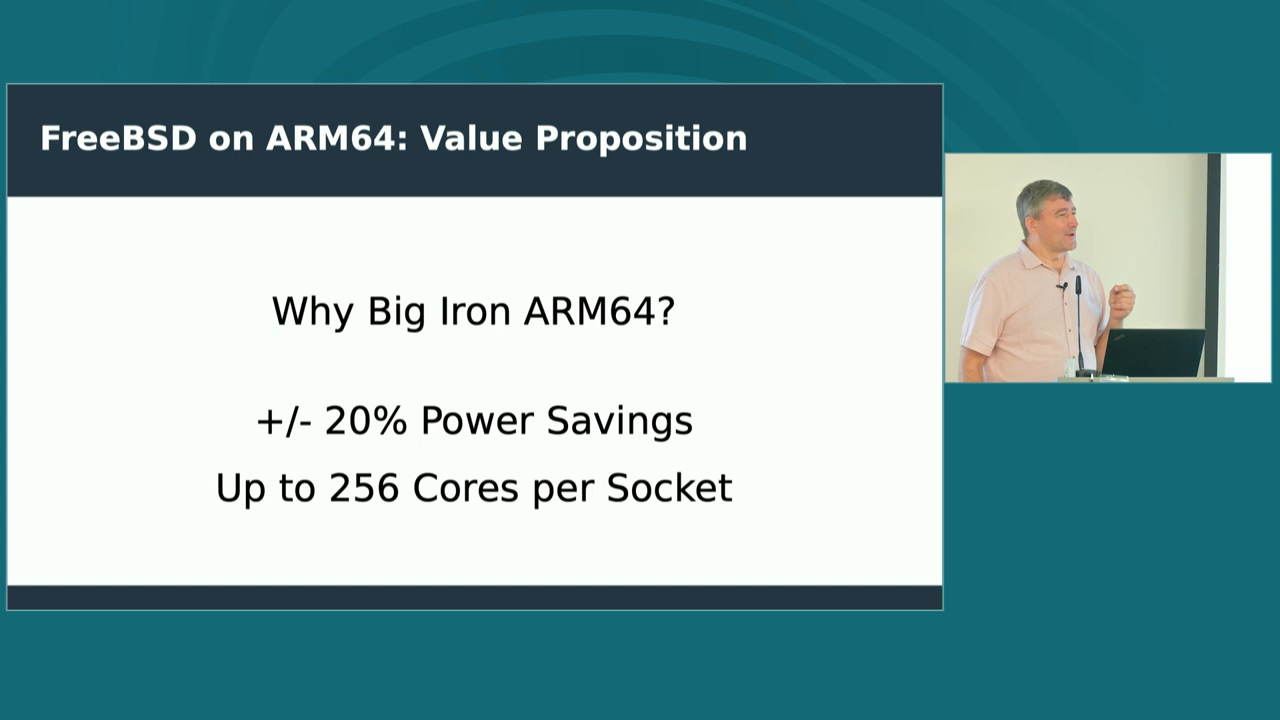 FreeBSD on ARM64: Value Proposition
Why Big Iron ARM64?
+/- 20% Power Savings
Up to 256 Cores per Socket